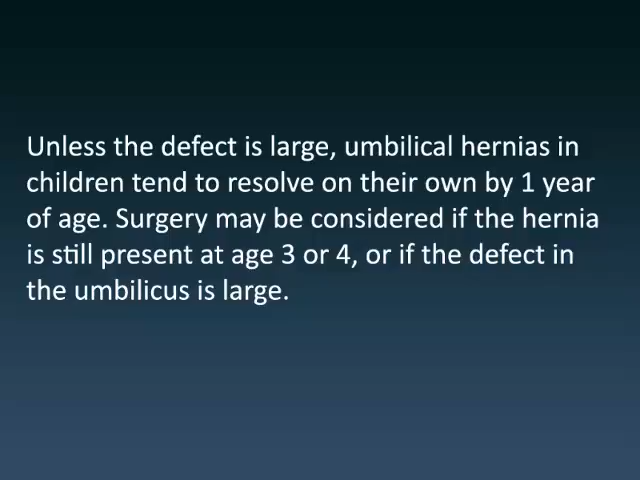 Unless the defect is large, umbilical hernias in
children tend to resolve on their own by 1 year
of age. Surgery may be considered if the hernia
is still present at age 3 or 4, or if the defect in
the umbilicus is large.